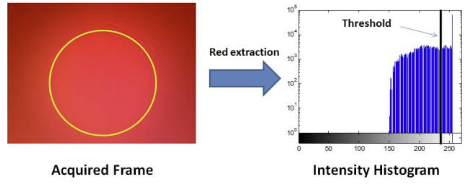 Red extraction
Threshold
10^5
10^4
10^3
10^2
10^1
10^0
0 50 100 150 200 250
Acquired Frame
Intensity Histogram